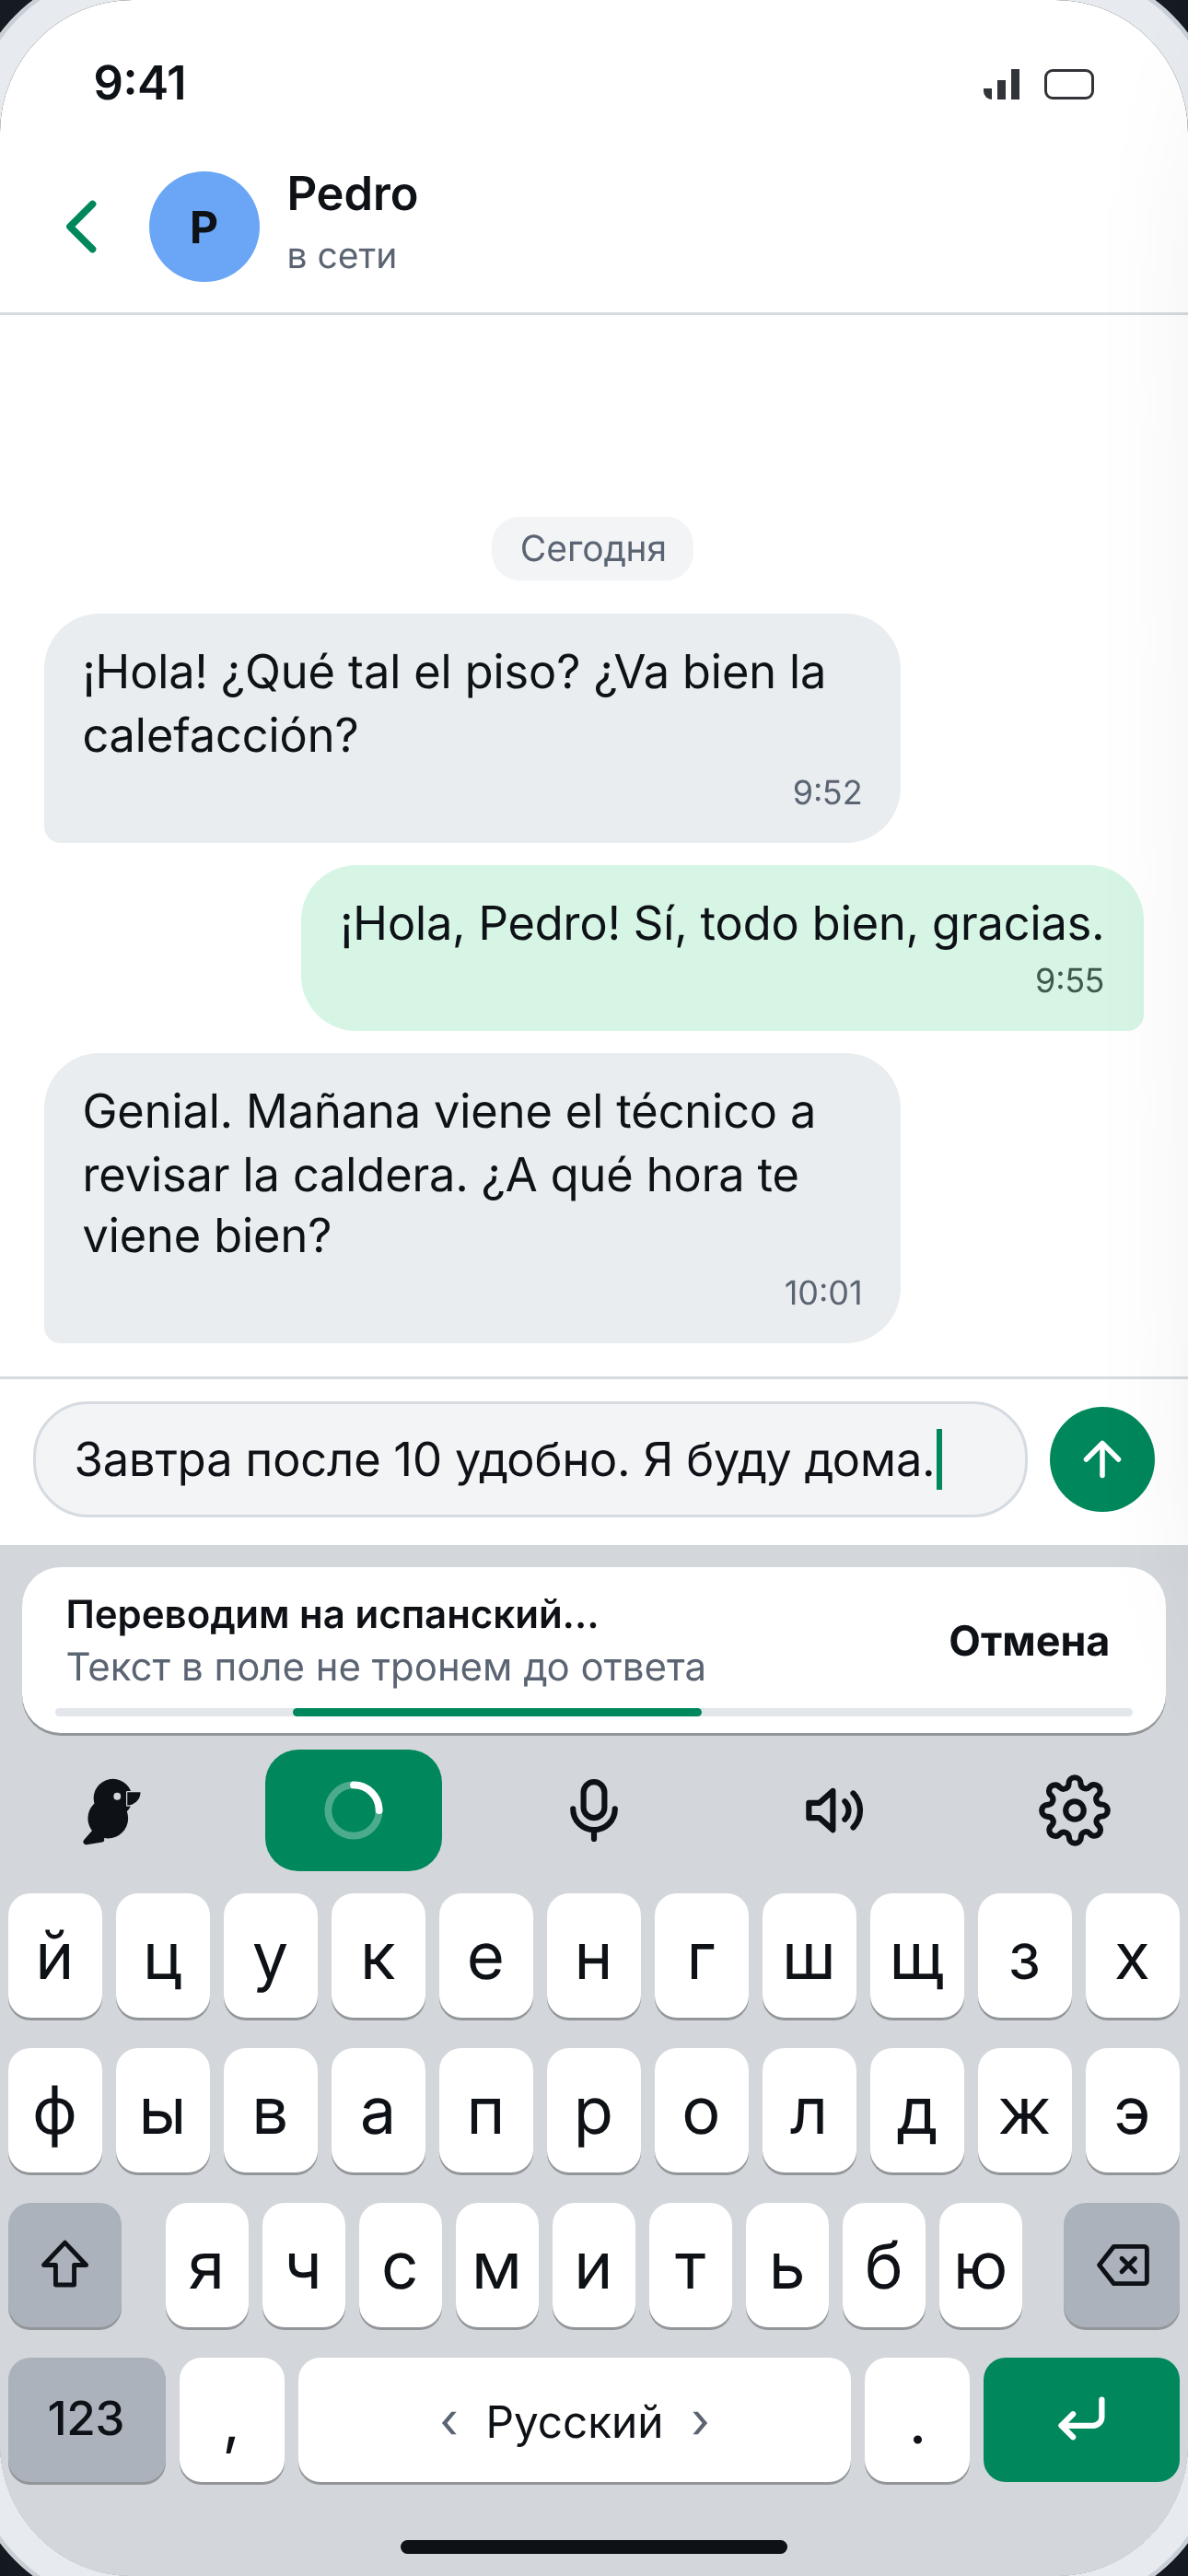 9:41
P
Pedro
в сети
Сегодня
¡Hola! ¿Qué tal el piso? ¿Va bien la
calefacción?
9:52
¡Hola, Pedro! Sí, todo bien, gracias.
9:55
Genial. Mañana viene el técnico a
revisar la caldera. ¿A qué hora te
viene bien?
10:01
Завтра после 10 удобно. Я буду дома.
Переводим на испанский...
Текст в поле не тронем до ответа
Отмена
й ц у к е н г ш щ з х
ф ы в а п р о л д ж э
я ч с м и т ь б ю
123 , ‹ Русский › .